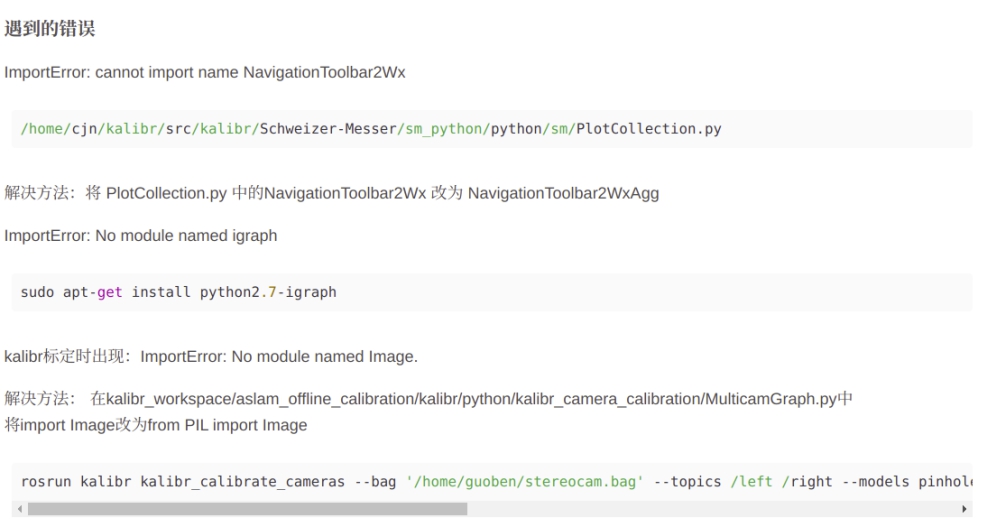 遇到的错误
ImportError: cannot import name NavigationToolbar2Wx
/home/cjn/kalibr/src/kalibr/Schweizer-Messer/sm_python/python/sm/PlotCollection.py
解决方法：将 PlotCollection.py 中的NavigationToolbar2Wx 改为 NavigationToolbar2WxAgg
ImportError: No module named igraph
sudo apt-get install python2.7-igraph
kalibr标定时出现：ImportError: No module named Image.
解决方法： 在kalibr_workspace/aslam_offline_calibration/kalibr/python/kalibr_camera_calibration/MulticamGraph.py中
将import Image改为from PIL import Image
rosrun kalibr kalibr_calibrate_cameras --bag '/home/guoben/stereocam.bag' --topics /left /right --models pinhole